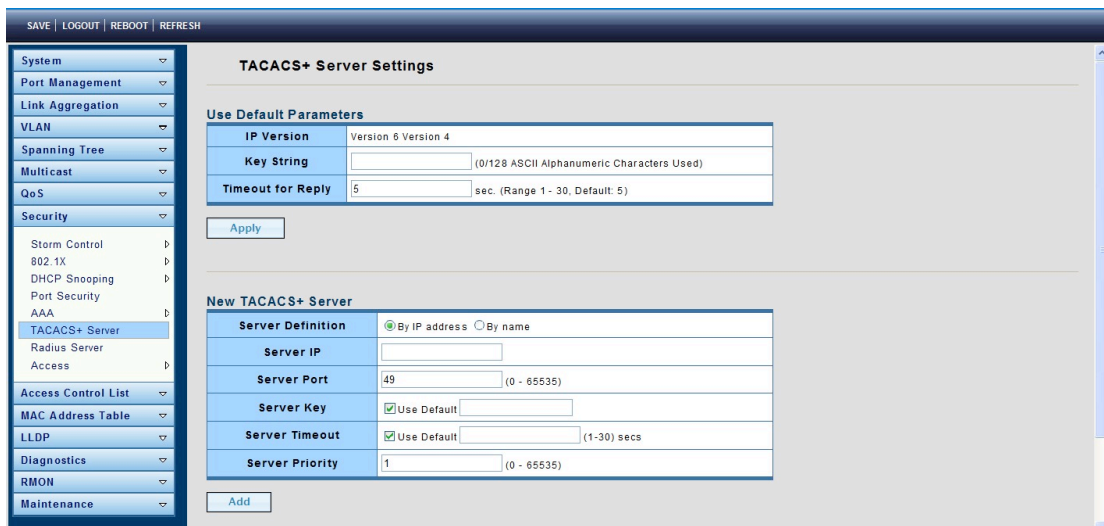 SAVE | LOGOUT | REBOOT | REFRESH
System
Port Management
Link Aggregation
VLAN
Spanning Tree
Multicast
QoS
Security
Storm Control
802.1X
DHCP Snooping
Port Security
AAA
TACACS+ Server
Radius Server
Access
Access Control List
MAC Address Table
LLDP
Diagnostics
RMON
Maintenance
TACACS+ Server Settings
Use Default Parameters
IP Version Version 6 Version 4
Key String (0/128 ASCII Alphanumeric Characters Used)
Timeout for Reply 5 sec. (Range 1 - 30, Default: 5)
Apply
New TACACS+ Server
Server Definition By IP address By name
Server IP
Server Port 49 (0 - 65535)
Server Key Use Default
Server Timeout Use Default (1-30) secs
Server Priority 1 (0 - 65535)
Add